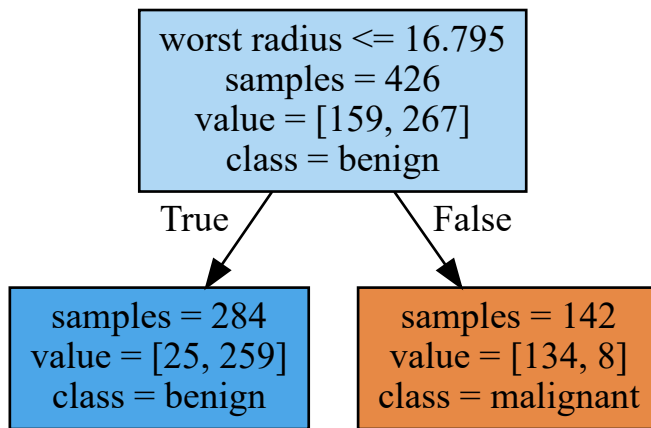 worst radius <= 16.795
samples = 426
value = [159, 267]
class = benign
True
False
samples = 284
value = [25, 259]
class = benign
samples = 142
value = [134, 8]
class = malignant